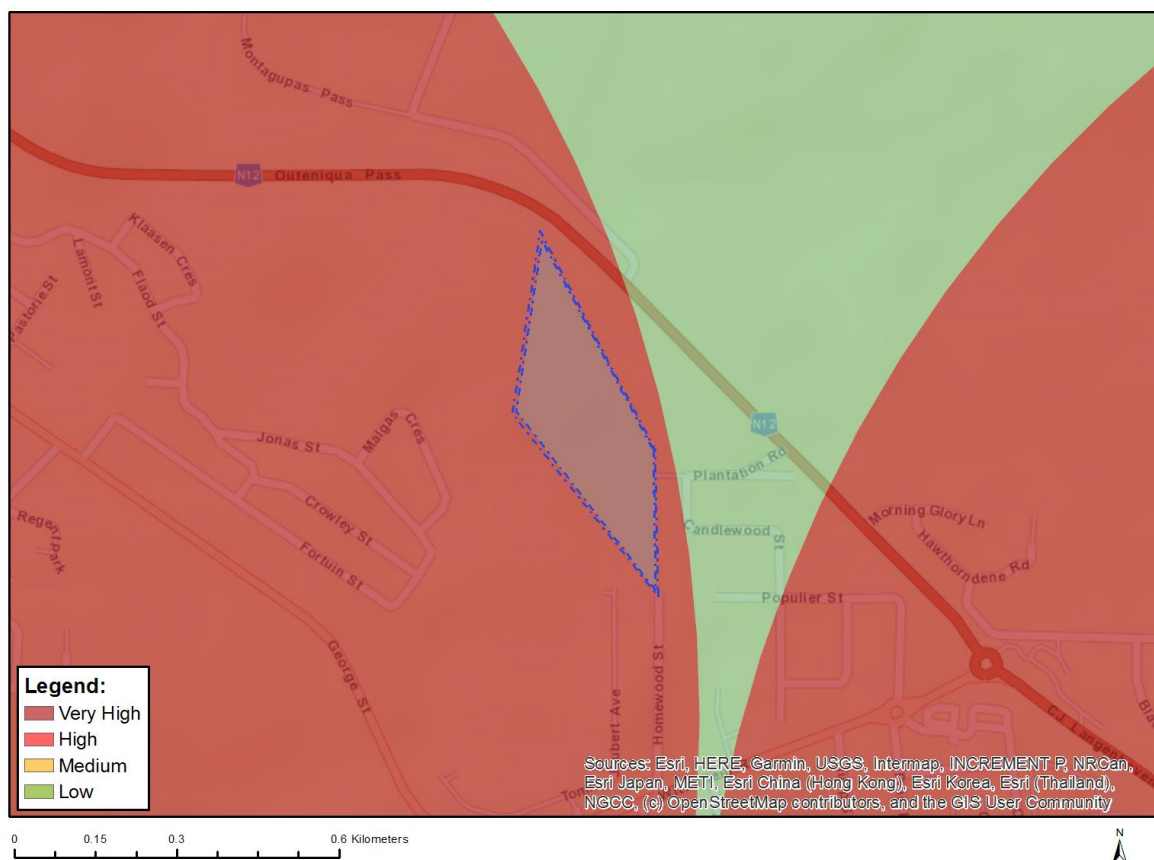 Montagupas Pass
N12
Outeniqua Pass
Klaasen Cres
Lamont St
Flaod St
Pastorie St
Jonas St
Malgas Cres
Crowley St
Fortuin St
George St
N12
Plantation Rd
Candlewood St
Populier St
Morning Glory Ln
Hawthorndene Rd
Homewood St
ubert Ave
CJ Langenhoven
Legend:
Very High
High
Medium
Low
Sources: Esri, HERE, Garmin, USGS, Intermap, INCREMENT P, NRCan,
Esri Japan, METI, Esri China (Hong Kong), Esri Korea, Esri (Thailand),
NGCC, (c) OpenStreetMap contributors, and the GIS User Community
0 0.15 0.3 0.6 Kilometers
N